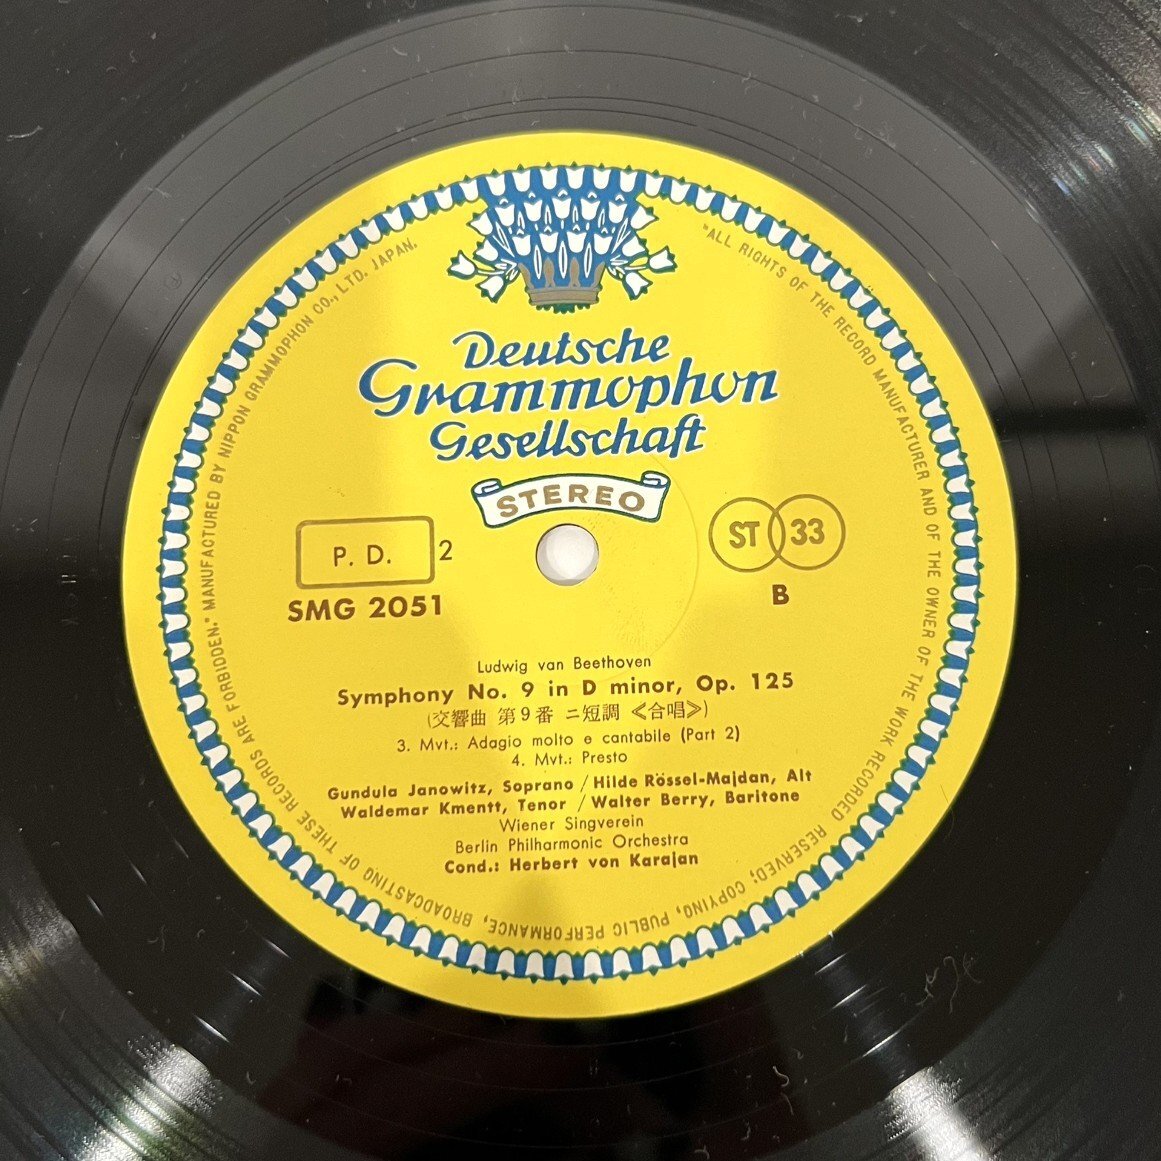 Deutsche
Grammophon
Gesellschaft
STEREO
P. D. 2
ST 33
SMG 2051
B
Ludwig van Beethoven
Symphony No. 9 in D minor, Op. 125
(交響曲 第9番 ニ短調 ≪合唱≫)
3. Mvt.: Adagio molto e cantabile (Part 2)
4. Mvt.: Presto
Gundula Janowitz, Soprano / Hilde Rössel-Majdan, Alt
Waldemar Kmentt, Tenor / Walter Berry, Baritone
Wiener Singverein
Berlin Philharmonic Orchestra
Cond.: Herbert von Karajan
"ALL RIGHTS OF THE RECORD MANUFACTURER AND OF THE OWNER OF THE WORK RECORDED RESERVED; COPYING, PUBLIC PERFORMANCE, BROADCASTING OF THESE RECORDS ARE FORBIDDEN." MANUFACTURED BY NIPPON GRAMMOPHON CO., LTD. JAPAN.